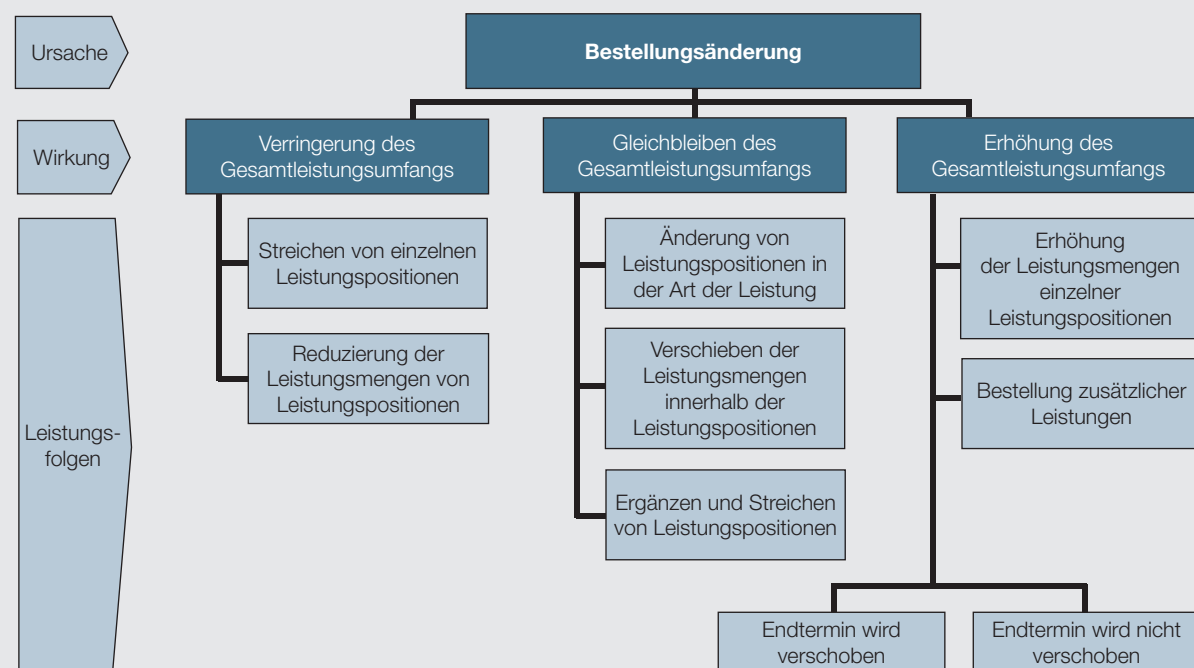 Ursache
Bestellungsänderung
Wirkung
Verringerung des
Gesamtleistungsumfangs
Gleichbleiben des
Gesamtleistungsumfangs
Erhöhung des
Gesamtleistungsumfangs
Leistungs-
folgen
Streichen von einzelnen
Leistungspositionen
Reduzierung der
Leistungsmengen von
Leistungspositionen
Änderung von
Leistungspositionen in
der Art der Leistung
Verschieben der
Leistungsmengen
innerhalb der
Leistungspositionen
Ergänzen und Streichen
von Leistungspositionen
Erhöhung
der Leistungsmengen
einzelner
Leistungspositionen
Bestellung zusätzlicher
Leistungen
Endtermin wird
verschoben
Endtermin wird nicht
verschoben